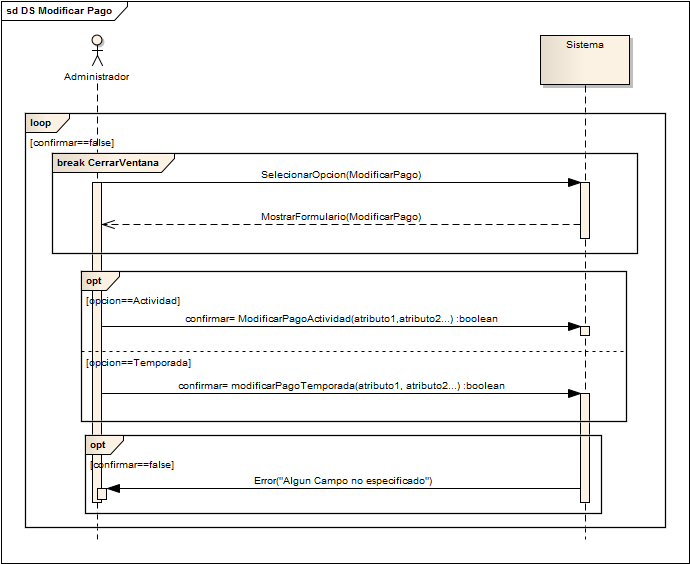 sd DS Modificar Pago
Administrador
Sistema
loop
[confirmar==false]
break CerrarVentana
SelecionarOpcion(ModificarPago)
MostrarFormulario(ModificarPago)
opt
[opcion==Actividad]
confirmar= ModificarPagoActividad(atributo1,atributo2...) :boolean
[opcion==Temporada]
confirmar= modificarPagoTemporada(atributo1, atributo2...) :boolean
opt
[confirmar==false]
Error("Algun Campo no especificado")